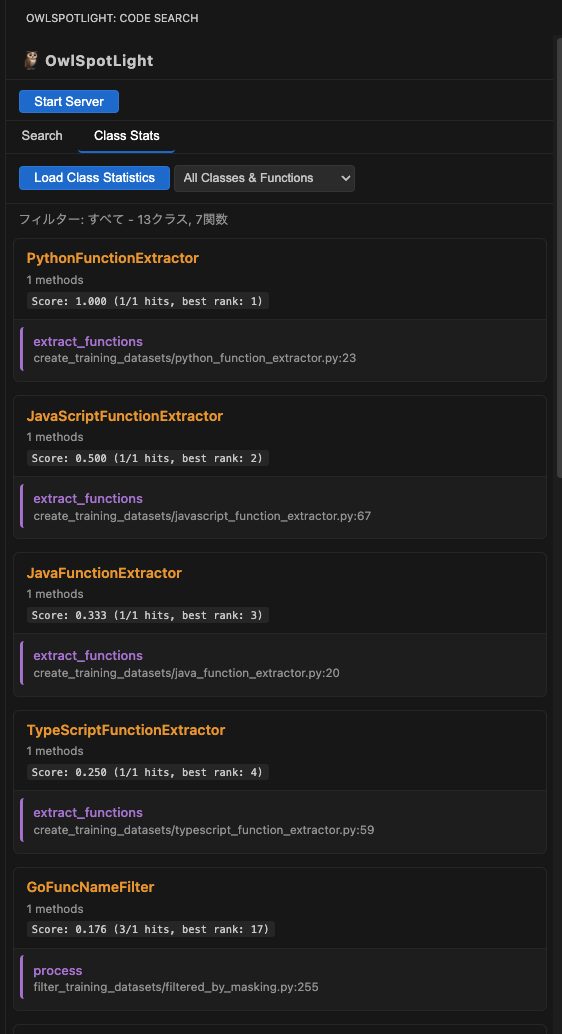 OWLSPOTLIGHT: CODE SEARCH
OwlSpotLight
Start Server
Search Class Stats
Load Class Statistics All Classes & Functions
フィルター: すべて - 13クラス, 7関数
PythonFunctionExtractor
1 methods
Score: 1.000 (1/1 hits, best rank: 1)
extract_functions
create_training_datasets/python_function_extractor.py:23
JavaScriptFunctionExtractor
1 methods
Score: 0.500 (1/1 hits, best rank: 2)
extract_functions
create_training_datasets/javascript_function_extractor.py:67
JavaFunctionExtractor
1 methods
Score: 0.333 (1/1 hits, best rank: 3)
extract_functions
create_training_datasets/java_function_extractor.py:20
TypeScriptFunctionExtractor
1 methods
Score: 0.250 (1/1 hits, best rank: 4)
extract_functions
create_training_datasets/typescript_function_extractor.py:59
GoFuncNameFilter
1 methods
Score: 0.176 (3/1 hits, best rank: 17)
process
filter_training_datasets/filtered_by_masking.py:255